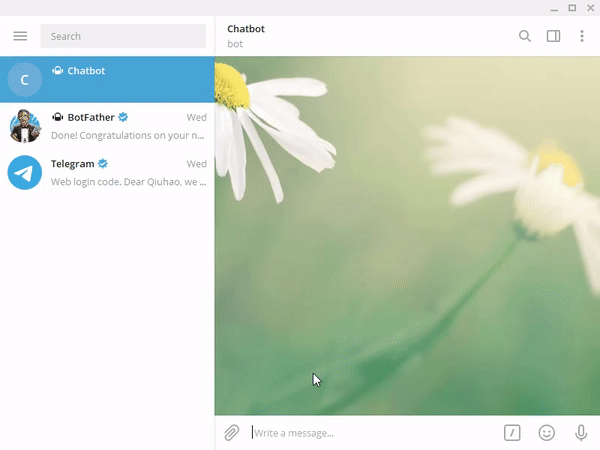 Search
Chatbot
bot
Chatbot
BotFather
Wed
Done! Congratulations on your n...
Telegram
Wed
Web login code. Dear Qiuhao, we ...
C
Write a message...